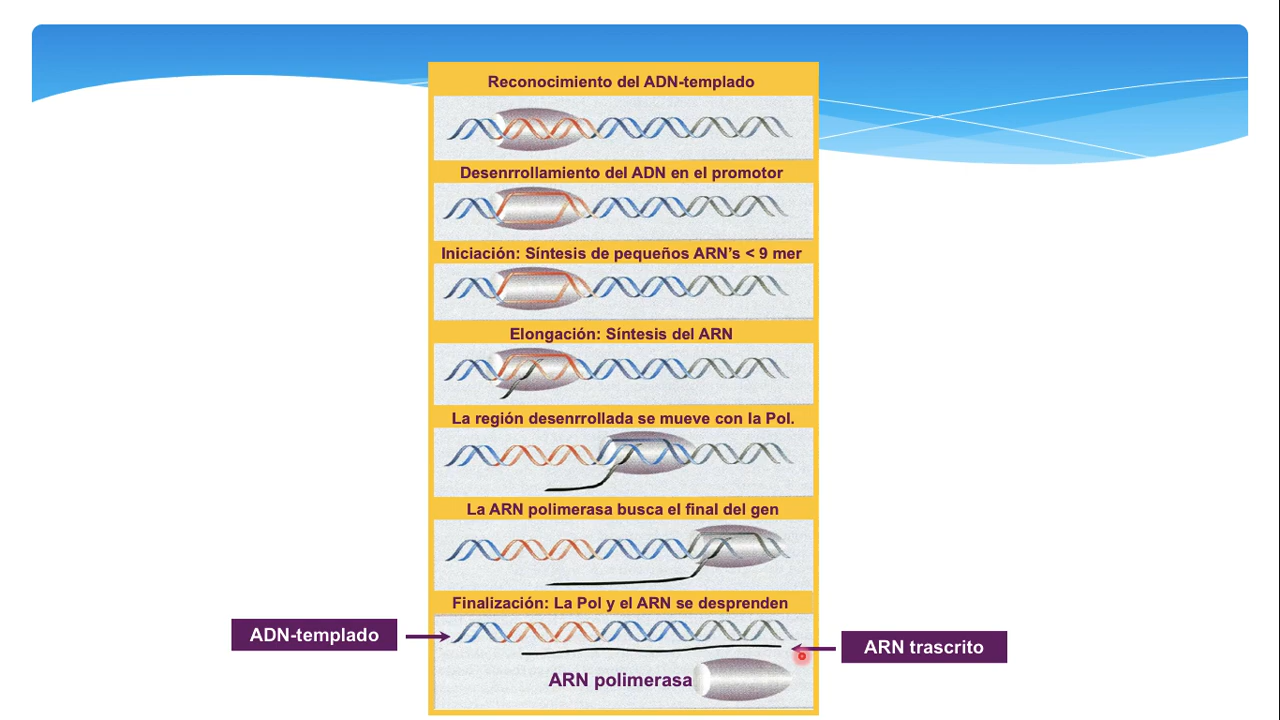 Reconocimiento del ADN-templado
Desenrrollamiento del ADN en el promotor
Iniciación: Síntesis de pequeños ARN’s < 9 mer
Elongación: Síntesis del ARN
La región desenrrollada se mueve con la Pol.
La ARN polimerasa busca el final del gen
Finalización: La Pol y el ARN se desprenden
ADN-templado
ARN trascrito
ARN polimerasa